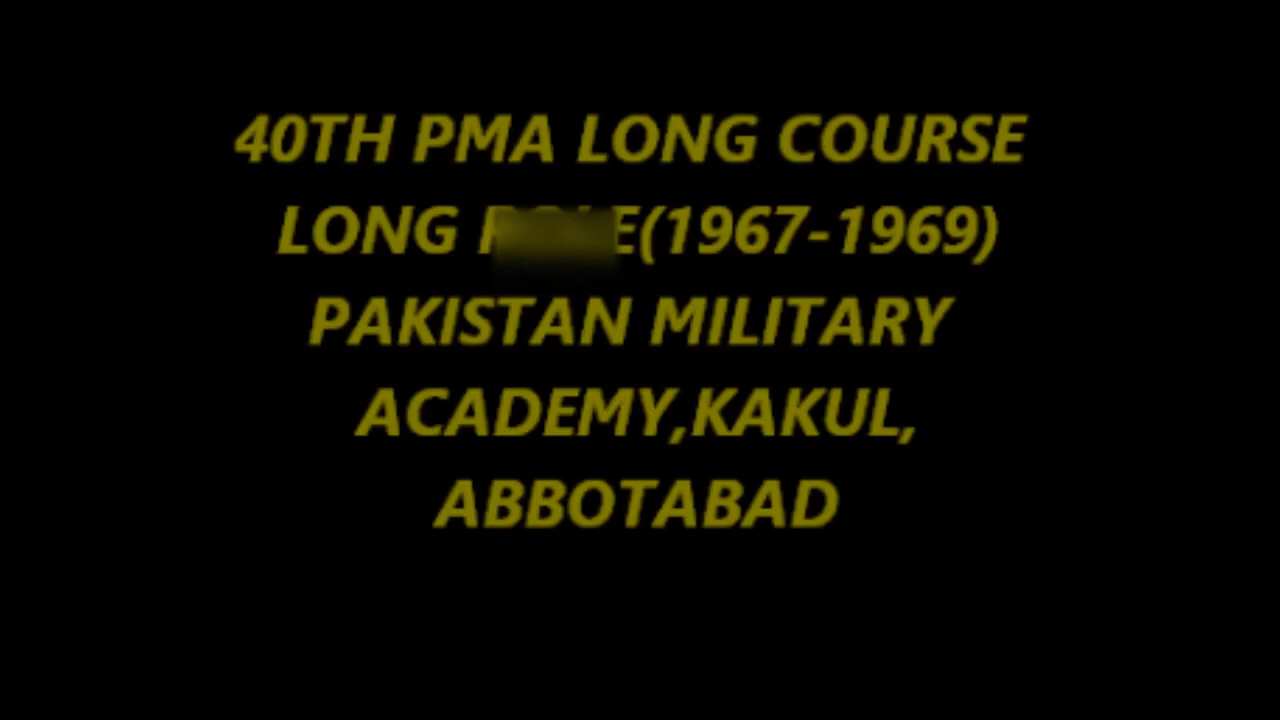 40TH PMA LONG COURSE
LONG (1967-1969)
PAKISTAN MILITARY
ACADEMY,KAKUL,
ABBOTABAD